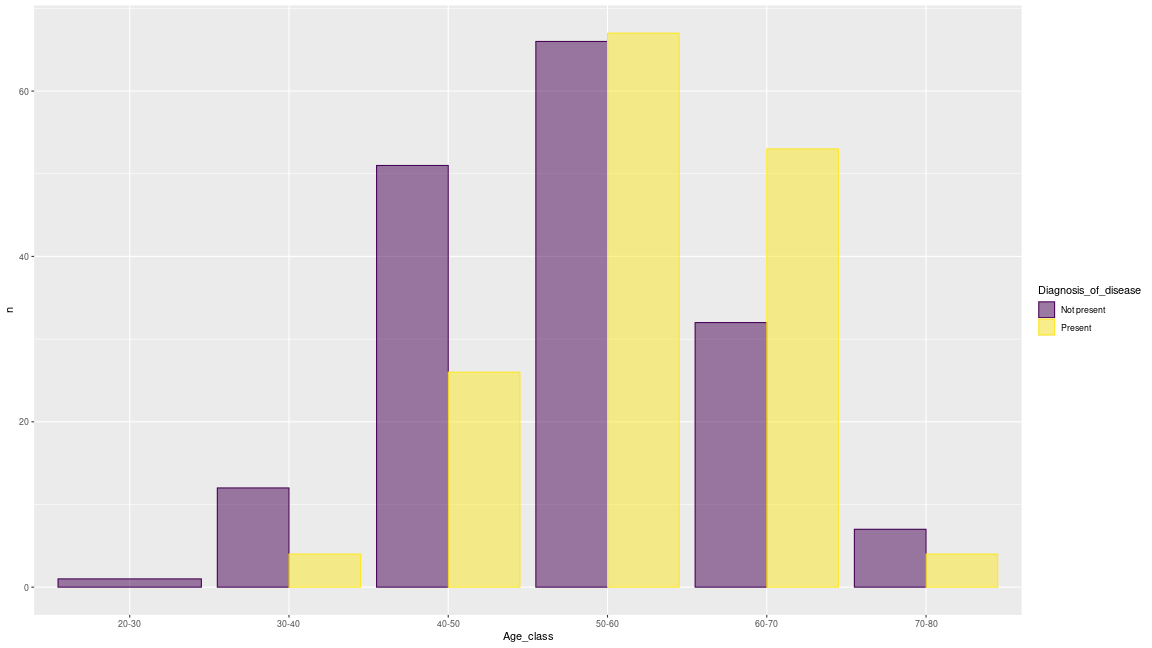 n
60
40
20
0
20-30 30-40 40-50 50-60 60-70 70-80
Age_class
Diagnosis_of_disease
Not present
Present